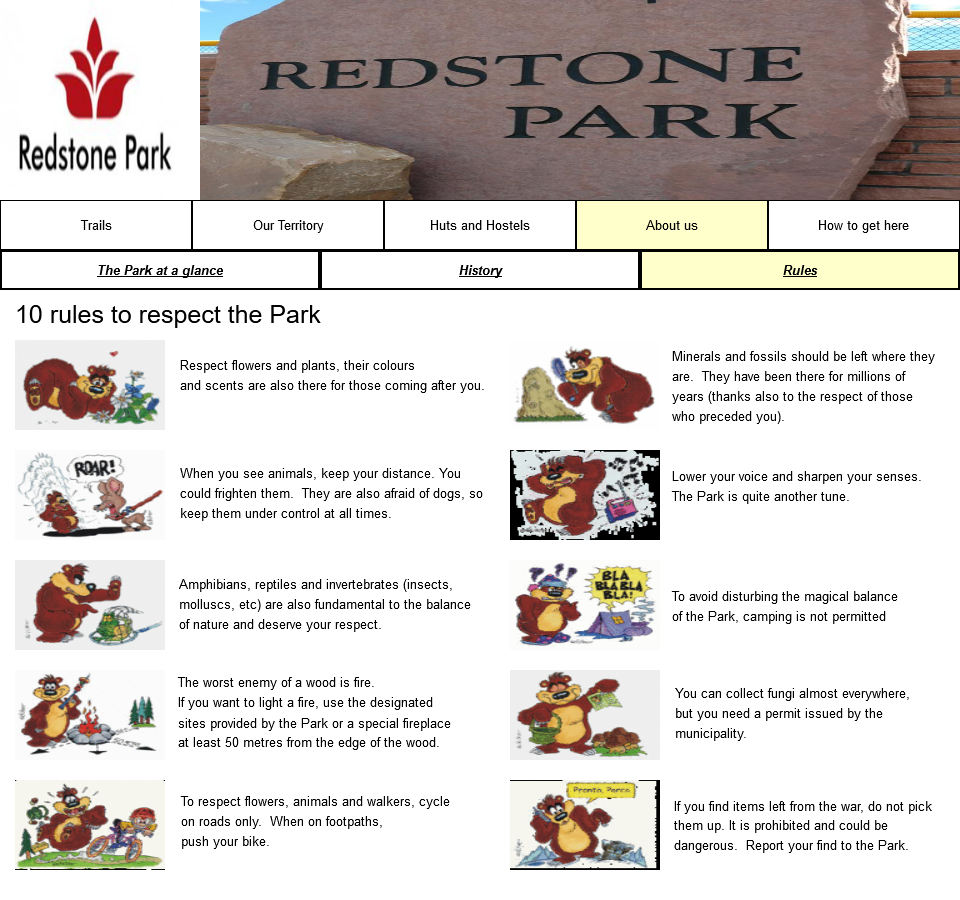 Redstone Park
REDSTONE
PARK
Trails
Our Territory
Huts and Hostels
About us
How to get here
The Park at a glance
History
Rules
10 rules to respect the Park
Respect flowers and plants, their colours
and scents are also there for those coming after you.
Minerals and fossils should be left where they
are. They have been there for millions of
years (thanks also to the respect of those
who preceded you).
ROAR!
When you see animals, keep your distance. You
could frighten them. They are also afraid of dogs, so
keep them under control at all times.
Lower your voice and sharpen your senses.
The Park is quite another tune.
Amphibians, reptiles and invertebrates (insects,
molluscs, etc) are also fundamental to the balance
of nature and deserve your respect.
BLA
BLA BLA
BLA!
To avoid disturbing the magical balance
of the Park, camping is not permitted
The worst enemy of a wood is fire.
If you want to light a fire, use the designated
sites provided by the Park or a special fireplace
at least 50 metres from the edge of the wood.
You can collect fungi almost everywhere,
but you need a permit issued by the
municipality.
To respect flowers, animals and walkers, cycle
on roads only. When on footpaths,
push your bike.
Pronto, Parco
If you find items left from the war, do not pick
them up. It is prohibited and could be
dangerous. Report your find to the Park.